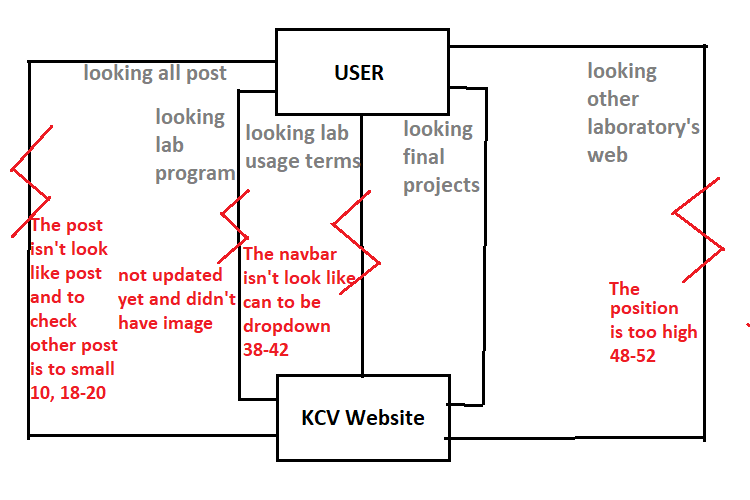 USER
looking all post
looking
lab
program
looking lab
usage terms
looking
final
projects
looking
other
laboratory's
web
The post
isn't look
like post
and to
check
other post
is to small
10, 18-20
not updated
yet and didn't
have image
The navbar
isn't look like
can to be
dropdown
38-42
The
position
is too high
48-52
KCV Website